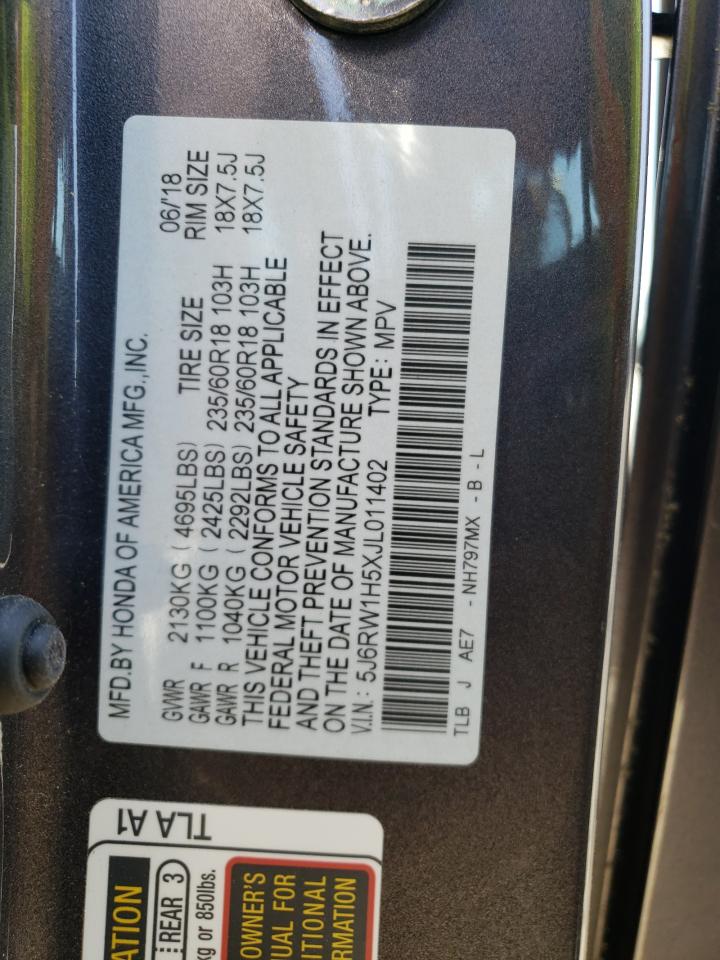 MFD.BY HONDA OF AMERICA MFG.,INC. 06/'18
GVWR 2130KG ( 4695LBS) TIRE SIZE RIM SIZE
GAWR F 1100KG ( 2425LBS) 235/60R18 103H 18X7.5J
GAWR R 1040KG ( 2292LBS) 235/60R18 103H 18X7.5J
THIS VEHICLE CONFORMS TO ALL APPLICABLE
FEDERAL MOTOR VEHICLE SAFETY
AND THEFT PREVENTION STANDARDS IN EFFECT
ON THE DATE OF MANUFACTURE SHOWN ABOVE.
V.I.N.: 5J6RW1H5XJL011402 TYPE: MPV
TLB J AE7 - NH797MX - B - L
TLA A1
ATION
REAR 3
kg or 850lbs.
OWNER'S
UAL FOR
ITIONAL
RMATION